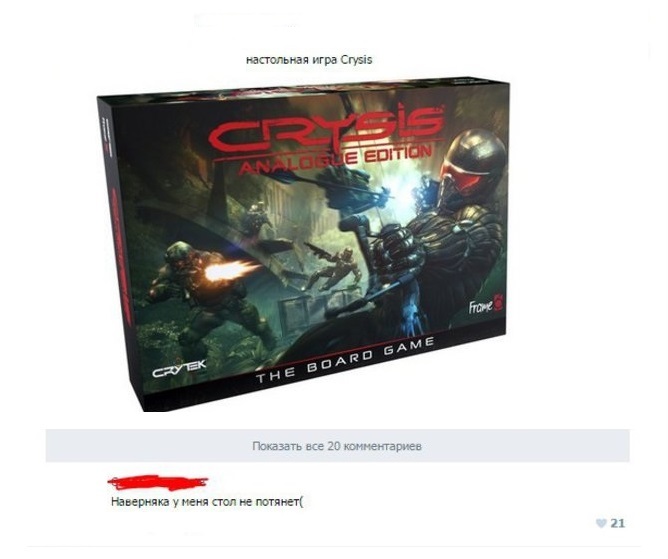 настольная игра Crysis
CRYSIS
ANALOGUE EDITION
Frame
CRYTEK
THE BOARD GAME
Показать все 20 комментариев
Наверняка у меня стол не потянет(
21